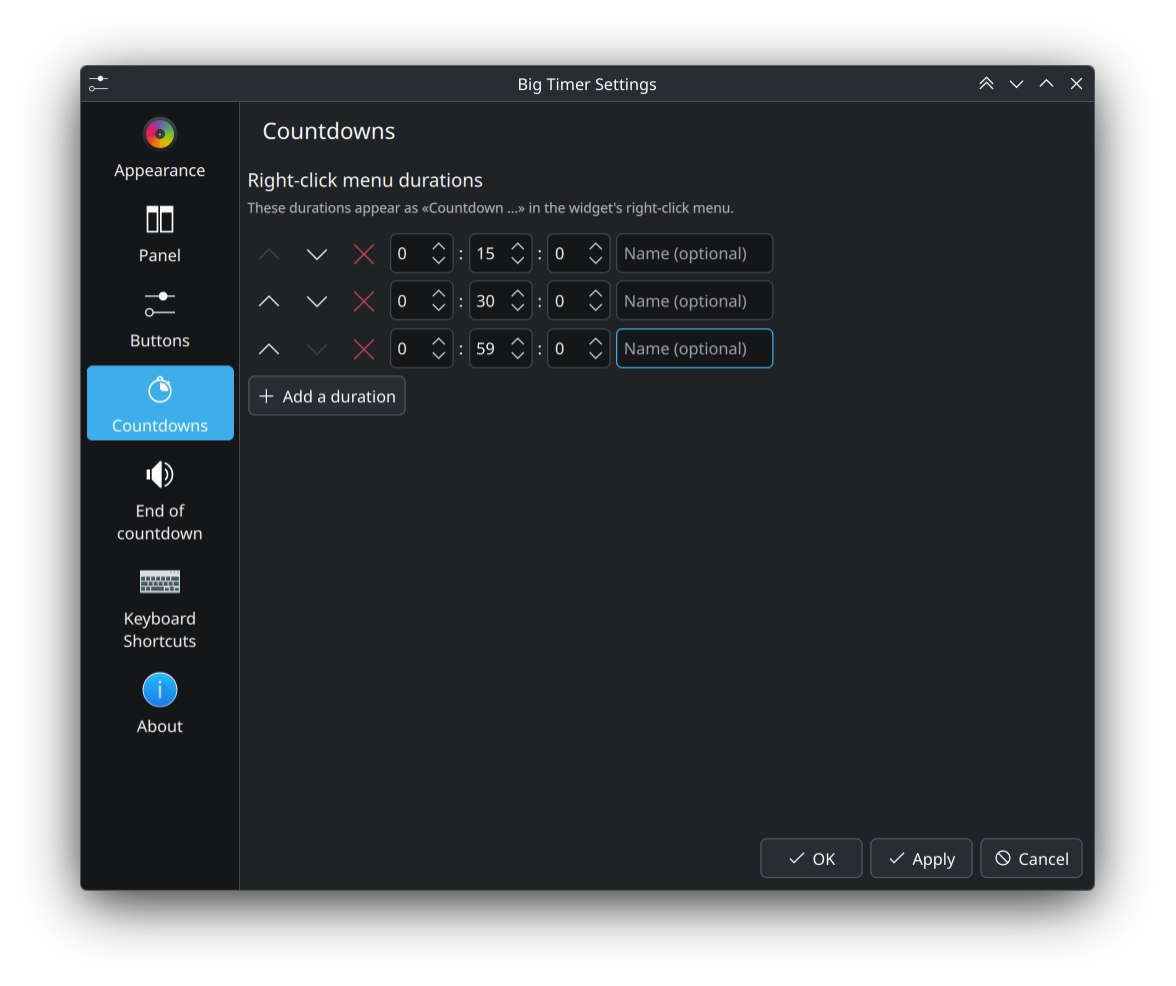 Big Timer Settings
Appearance
Panel
Buttons
Countdowns
End of
countdown
Keyboard
Shortcuts
About
Countdowns
Right-click menu durations
These durations appear as «Countdown ...» in the widget's right-click menu.
0 : 15 : 0 Name (optional)
0 : 30 : 0 Name (optional)
0 : 59 : 0 Name (optional)
Add a duration
OK Apply Cancel